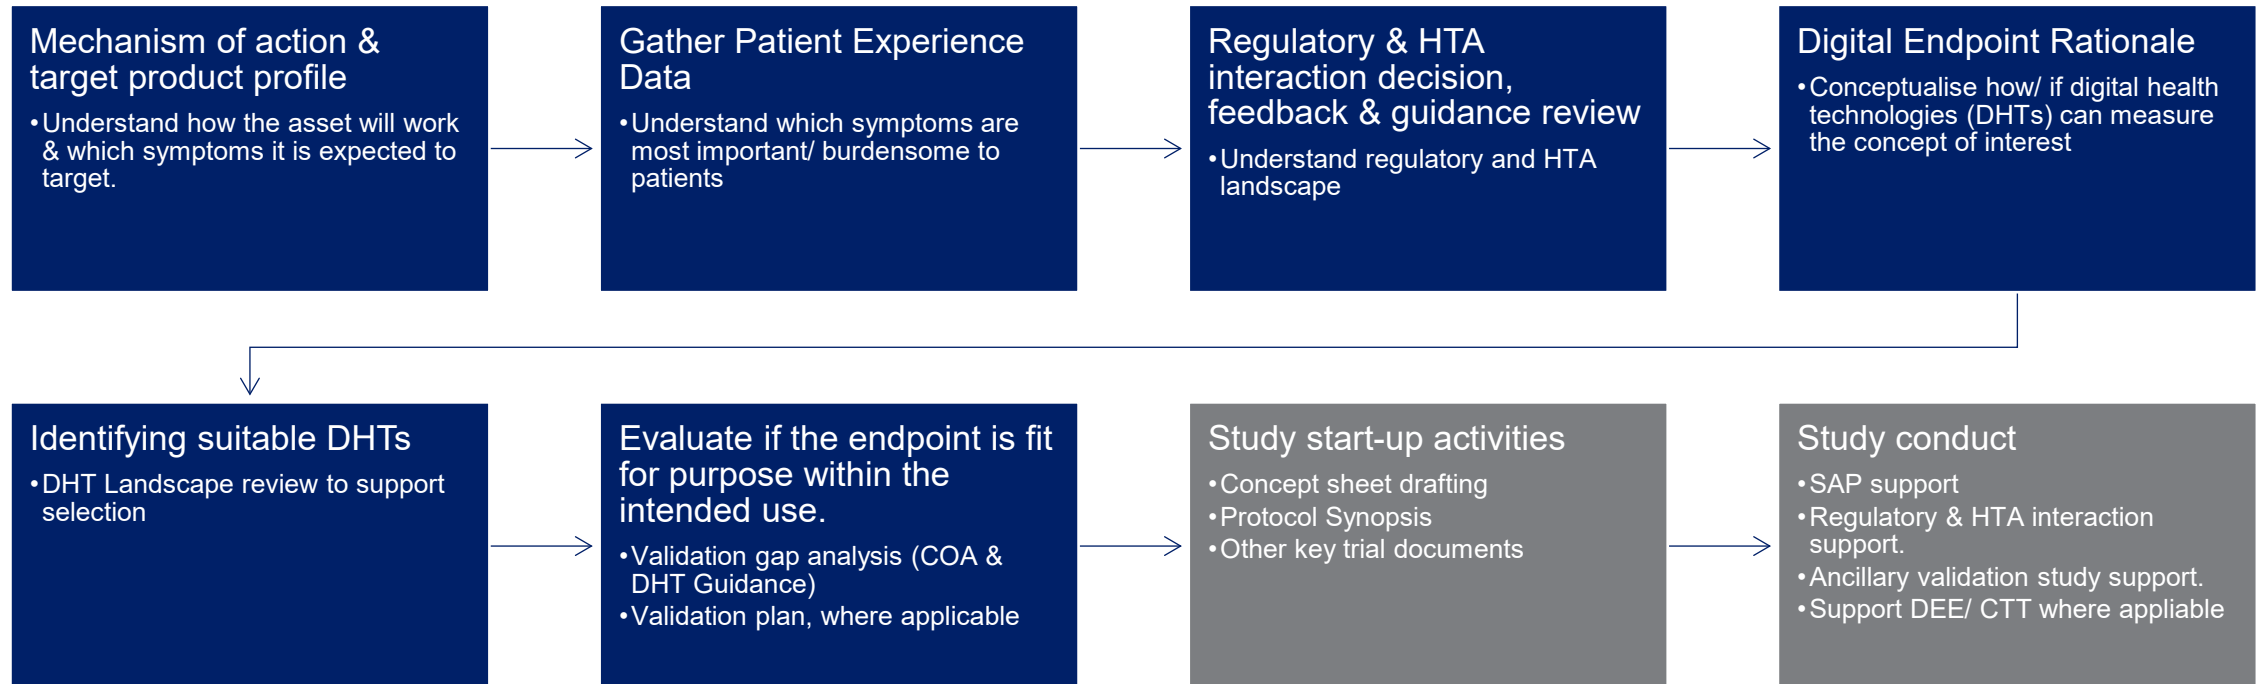 Mechanism of action &
target product profile
•Understand how the asset will work
& which symptoms it is expected to
target.
Gather Patient Experience
Data
•Understand which symptoms are
most important/ burdensome to
patients
Regulatory & HTA
interaction decision,
feedback & guidance review
•Understand regulatory and HTA
landscape
Digital Endpoint Rationale
•Conceptualise how/ if digital health
technologies (DHTs) can measure
the concept of interest
Identifying suitable DHTs
•DHT Landscape review to support
selection
Evaluate if the endpoint is fit
for purpose within the
intended use.
•Validation gap analysis (COA &
DHT Guidance)
•Validation plan, where applicable
Study start-up activities
•Concept sheet drafting
•Protocol Synopsis
•Other key trial documents
Study conduct
•SAP support
•Regulatory & HTA interaction
support.
•Ancillary validation study support.
•Support DEE/ CTT where appliable